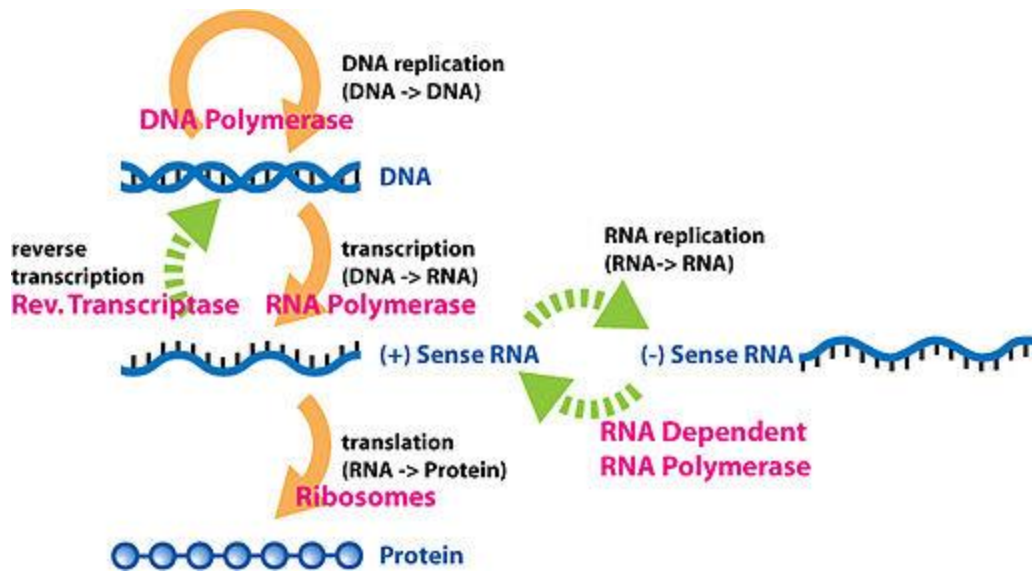 DNA replication
(DNA -> DNA)
DNA Polymerase
DNA
reverse
transcription
Rev. Transcriptase
transcription
(DNA -> RNA)
RNA Polymerase
RNA replication
(RNA-> RNA)
(+) Sense RNA
(-) Sense RNA
RNA Dependent
RNA Polymerase
translation
(RNA -> Protein)
Ribosomes
Protein